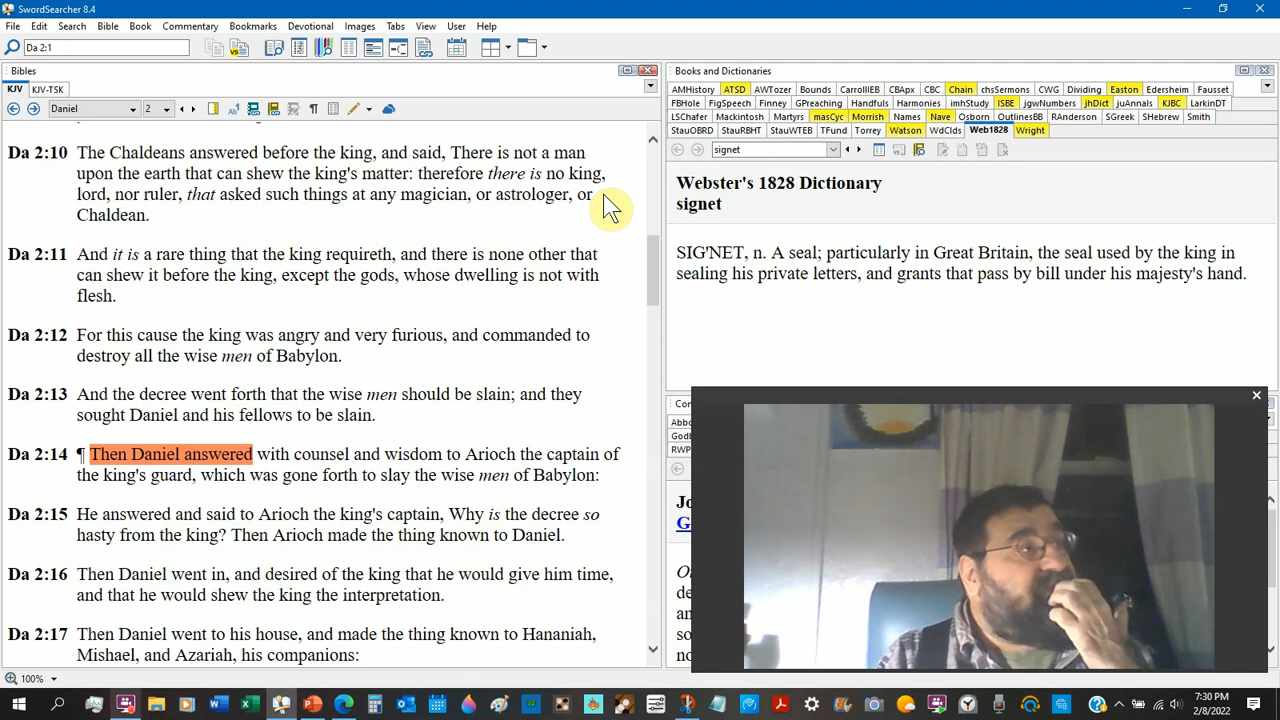 SwordSearcher 8.4
File Edit Search Bible Book Commentary Bookmarks Devotional Images Tabs View User Help
Da 2:1
Bibles
KJV KJV-TSK
Daniel 2
Da 2:10 The Chaldeans answered before the king, and said, There is not a man
upon the earth that can shew the king's matter: therefore there is no king,
lord, nor ruler, that asked such things at any magician, or astrologer, or
Chaldean.
Da 2:11 And it is a rare thing that the king requireth, and there is none other that
can shew it before the king, except the gods, whose dwelling is not with
flesh.
Da 2:12 For this cause the king was angry and very furious, and commanded to
destroy all the wise men of Babylon.
Da 2:13 And the decree went forth that the wise men should be slain; and they
sought Daniel and his fellows to be slain.
Da 2:14 ¶ Then Daniel answered with counsel and wisdom to Arioch the captain of
the king's guard, which was gone forth to slay the wise men of Babylon:
Da 2:15 He answered and said to Arioch the king's captain, Why is the decree so
hasty from the king? Then Arioch made the thing known to Daniel.
Da 2:16 Then Daniel went in, and desired of the king that he would give him time,
and that he would shew the king the interpretation.
Da 2:17 Then Daniel went to his house, and made the thing known to Hananiah,
Mishael, and Azariah, his companions:
100%
Books and Dictionaries
AMHistory ATSD AWTozer Bounds CarrollIEB CBApx CBC Chain chsSermons CWG Dividing Easton Edersheim Fausset
FBHole FigSpeech Finney GPreaching Handfuls Harmonies imhStudy ISBE jgwNumbers jhDict juAnnals KJBC LarkinDT
LSChafer Mackintosh Martyrs masCyc Morrish Names Nave Osborn OutlinesBB RAnderson SGreek SHebrew Smith
StauOBRD StauRBHT StauWTEB TFund Torrey Watson WdClds Web1828 Wright
signet
Webster's 1828 Dictionary
signet
SIG'NET, n. A seal; particularly in Great Britain, the seal used by the king in
sealing his private letters, and grants that pass by bill under his majesty's hand.
RWP
7:30 PM
2/8/2022